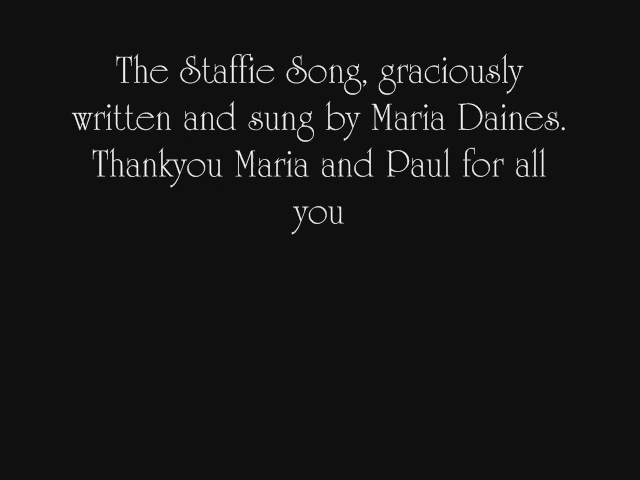 The Staffie Song, graciously
written and sung by Maria Daines.
Thankyou Maria and Paul for all
you